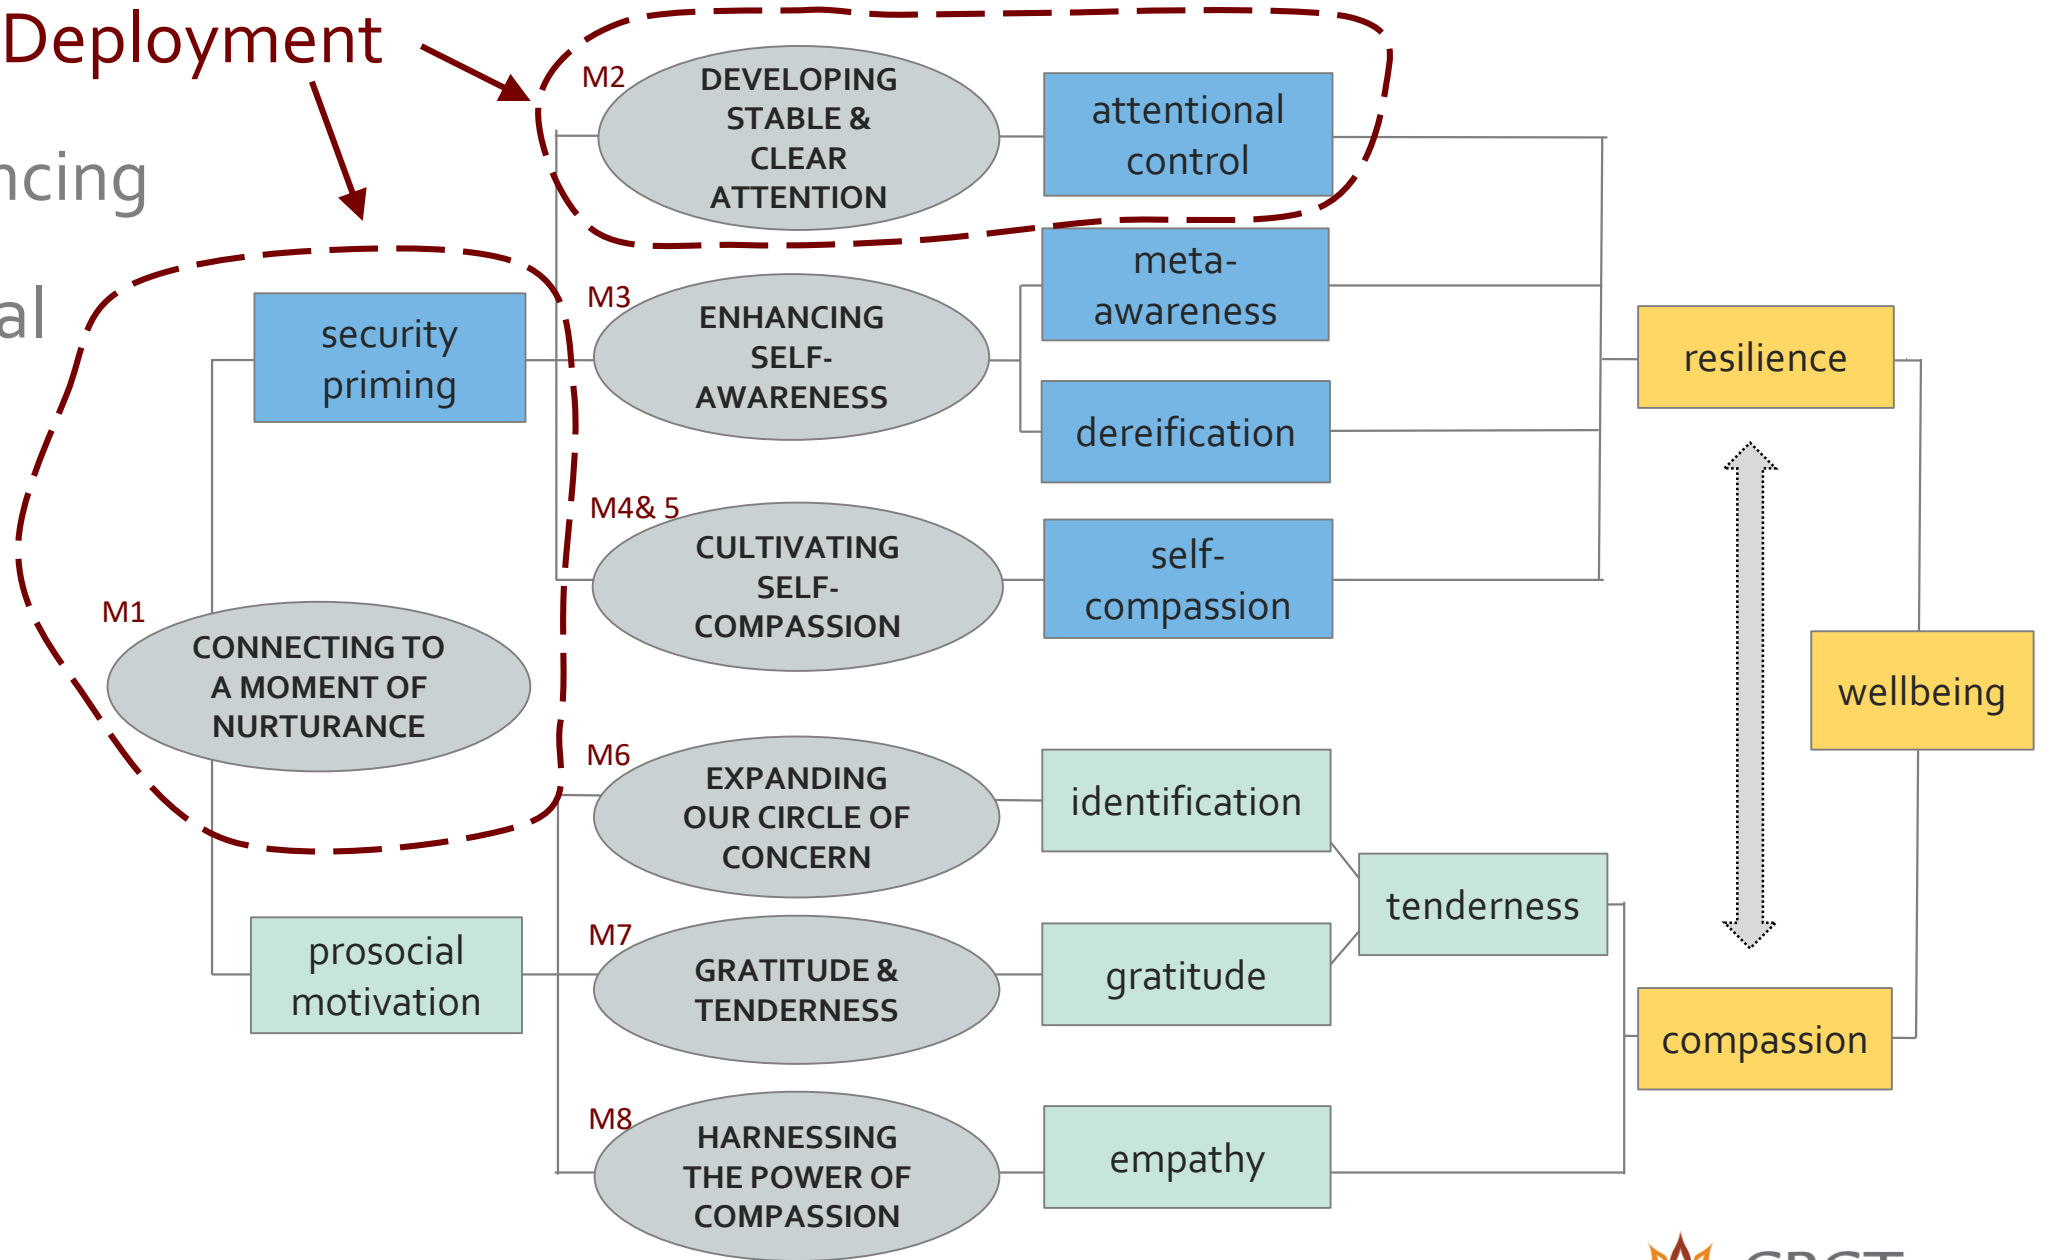 Deployment
ncing
al
M2
DEVELOPING
STABLE &
CLEAR
ATTENTION
attentional
control
M3
ENHANCING
SELF-
AWARENESS
meta-
awareness
dereification
security
priming
M4& 5
CULTIVATING
SELF-
COMPASSION
self-
compassion
resilience
M1
CONNECTING TO
A MOMENT OF
NURTURANCE
wellbeing
M6
EXPANDING
OUR CIRCLE OF
CONCERN
identification
tenderness
M7
GRATITUDE &
TENDERNESS
gratitude
prosocial
motivation
compassion
M8
HARNESSING
THE POWER OF
COMPASSION
empathy